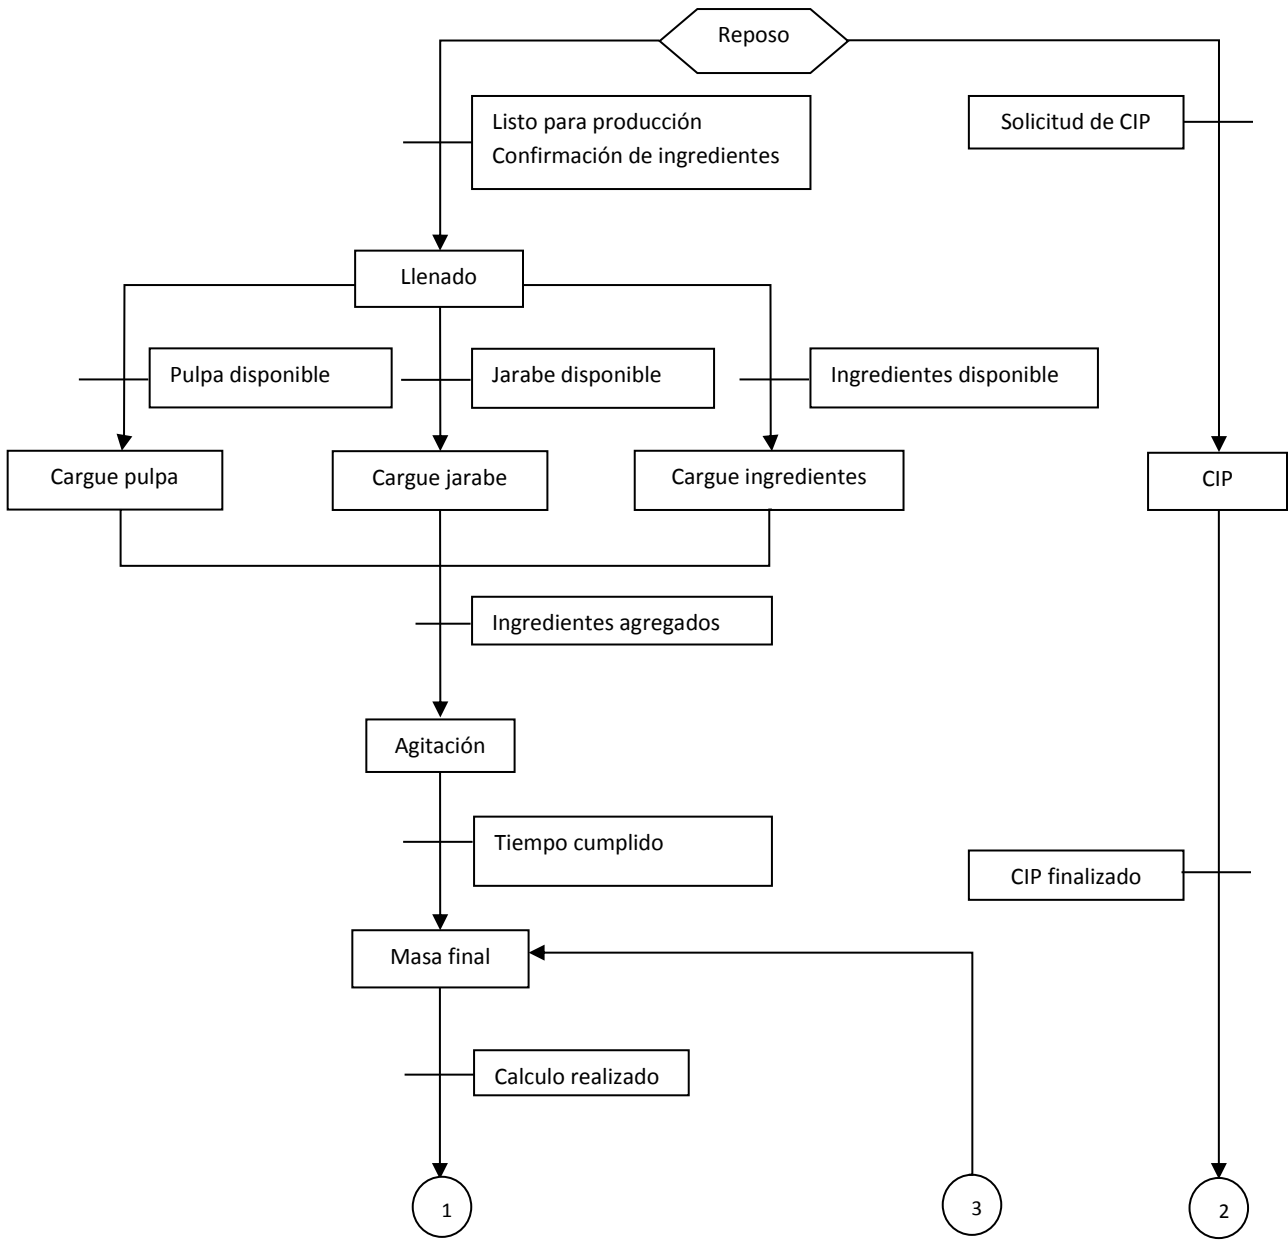 Reposo
Listo para producción
Confirmación de ingredientes
Solicitud de CIP
Llenado
Pulpa disponible
Jarabe disponible
Ingredientes disponible
Cargue pulpa
Cargue jarabe
Cargue ingredientes
CIP
Ingredientes agregados
Agitación
Tiempo cumplido
CIP finalizado
Masa final
Calculo realizado
1
3
2